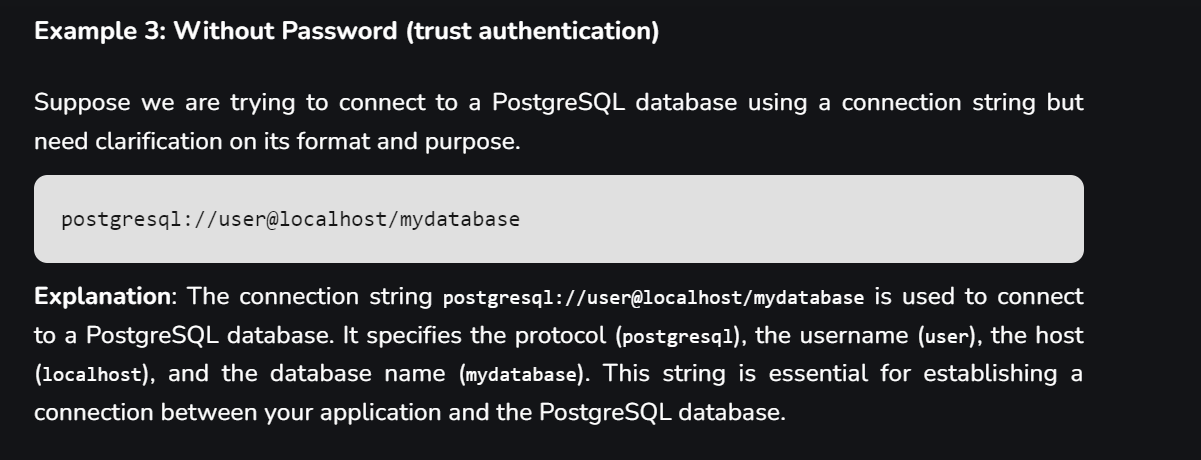 Example 3: Without Password (trust authentication)
Suppose we are trying to connect to a PostgreSQL database using a connection string but
need clarification on its format and purpose.
postgresql://user@localhost/mydatabase
Explanation: The connection string postgresql://user@localhost/mydatabase is used to connect
to a PostgreSQL database. It specifies the protocol (postgresql), the username (user), the host
(localhost), and the database name (mydatabase). This string is essential for establishing a
connection between your application and the PostgreSQL database.